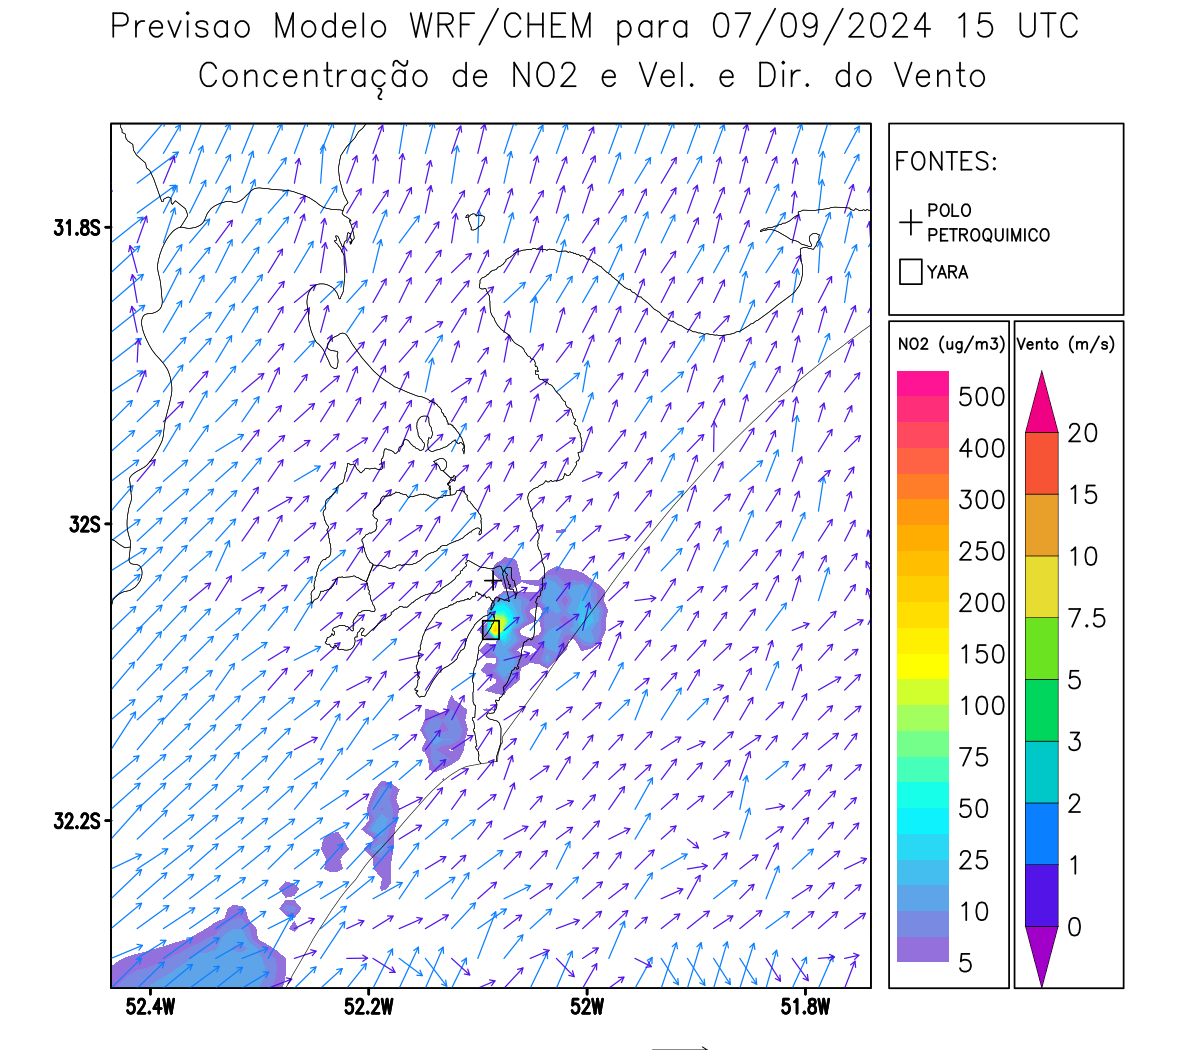 Previsao Modelo WRF/CHEM para 07/09/2024 15 UTC
Concentração de NO2 e Vel. e Dir. do Vento
FONTES:
POLO
PETROQUIMICO
YARA
NO2 (ug/m3)
500
400
300
250
200
150
100
75
50
25
10
5
Vento (m/s)
20
15
10
7.5
5
3
2
1
0
31.8S
32S
32.2S
52.4W
52.2W
52W
51.8W